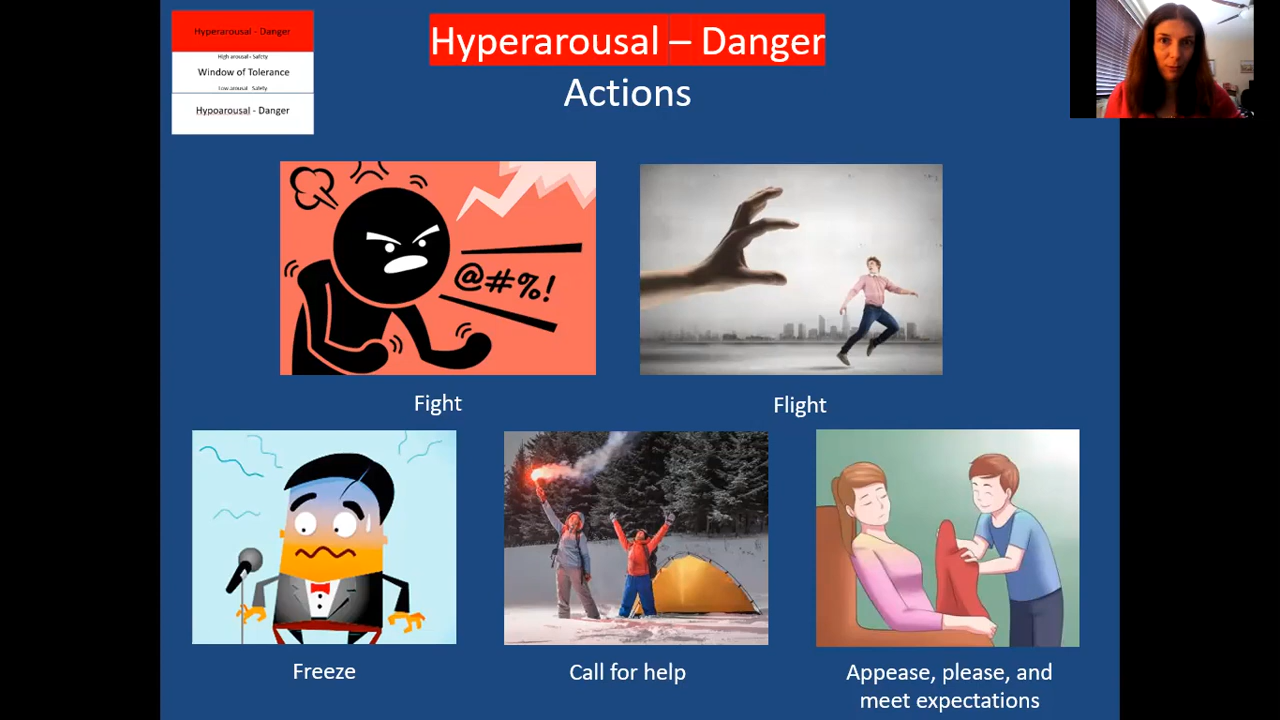 Hyperarousal - Danger
High arousal - Safety
Window of Tolerance
Low arousal Safety
Hypoarousal - Danger
Hyperarousal – Danger
Actions
@#%!
Fight
Flight
Freeze
Call for help
Appease, please, and
meet expectations